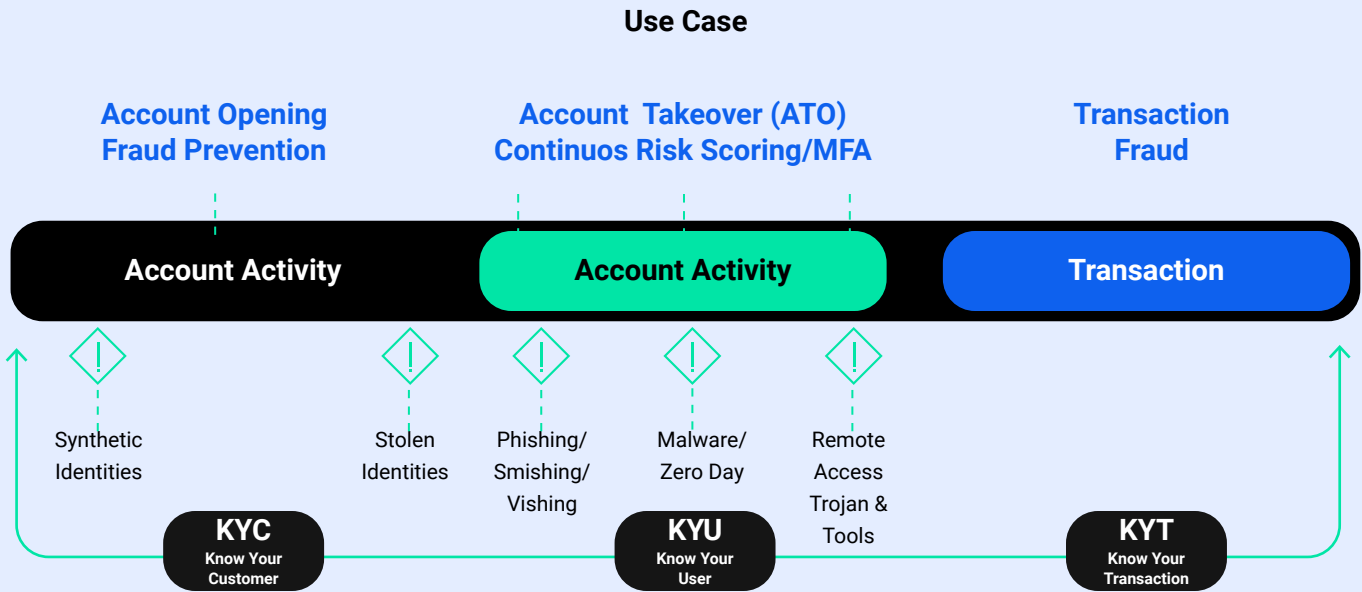 Use Case
Account Opening
Fraud Prevention
Account Takeover (ATO)
Continuos Risk Scoring/MFA
Transaction
Fraud
Account Activity
Account Activity
Transaction
Synthetic
Identities
Stolen
Identities
Phishing/
Smishing/
Vishing
Malware/
Zero Day
Remote
Access
Trojan &
Tools
KYC
Know Your
Customer
KYU
Know Your
User
KYT
Know Your
Transaction